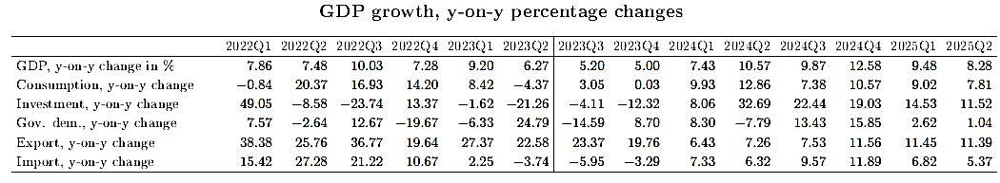 GDP growth, y-on-y percentage changes
2022Q1 2022Q2 2022Q3 2022Q4 2023Q1 2023Q2 2023Q3 2023Q4 2024Q1 2024Q2 2024Q3 2024Q4 2025Q1 2025Q2
GDP, y-on-y change in % 7.86 7.48 10.03 7.28 9.20 6.27 5.20 5.00 7.43 10.57 9.87 12.58 9.48 8.28
Consumption, y-on-y change −0.84 20.37 16.93 14.20 8.42 −4.37 3.05 0.03 9.93 12.86 7.38 10.57 9.02 7.81
Investment, y-on-y change 49.05 −8.58 −23.74 13.37 −1.62 −21.26 −4.11 −12.32 8.06 32.69 22.44 19.03 14.53 11.52
Gov. dem., y-on-y change 7.57 −2.64 12.67 −19.67 −6.33 24.79 −14.59 8.70 8.30 −7.79 13.43 15.85 2.62 1.04
Export, y-on-y change 38.38 25.76 36.77 19.64 27.37 22.58 23.37 19.76 6.43 7.26 7.53 11.56 11.45 11.39
Import, y-on-y change 15.42 27.28 21.22 10.67 2.25 −3.74 −5.95 −3.29 7.33 6.32 9.57 11.89 6.82 5.37